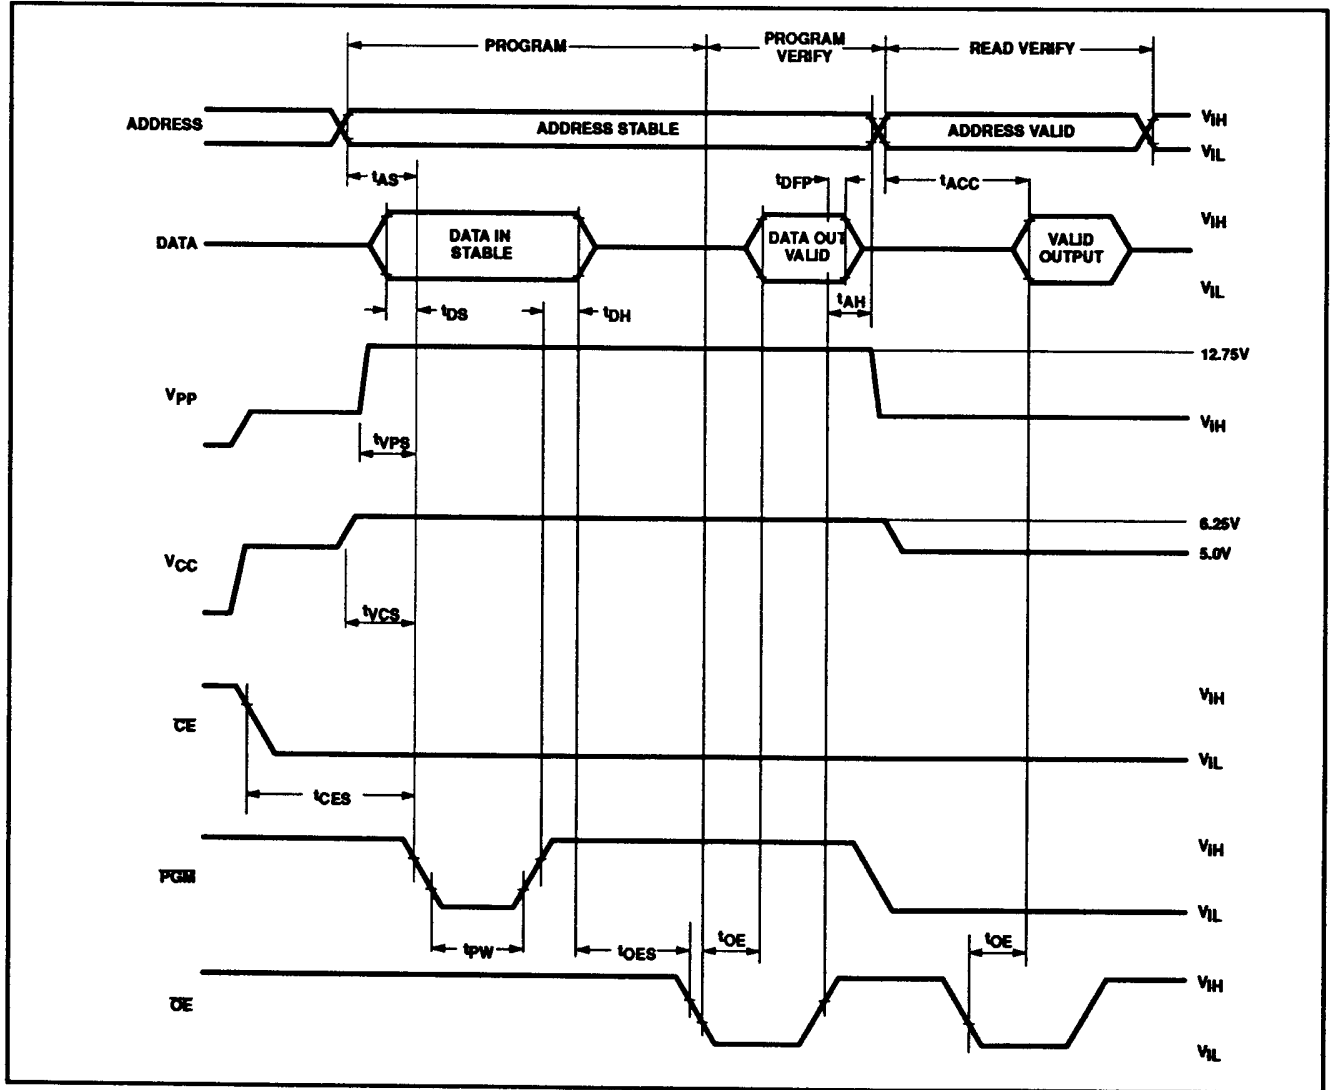 PROGRAM
PROGRAM
VERIFY
READ VERIFY
ADDRESS
ADDRESS STABLE
ADDRESS VALID
VIH
VIL
tAS
tDFP
tACC
DATA
DATA IN
STABLE
DATA OUT
VALID
VALID
OUTPUT
VIH
VIL
tDS
tDH
tAH
VPP
12.75V
VIH
tVPS
VCC
6.25V
5.0V
tVCS
CE
VIH
VIL
tCES
PGM
VIH
VIL
tPW
tOES
tOE
tOE
OE
VIH
VIL